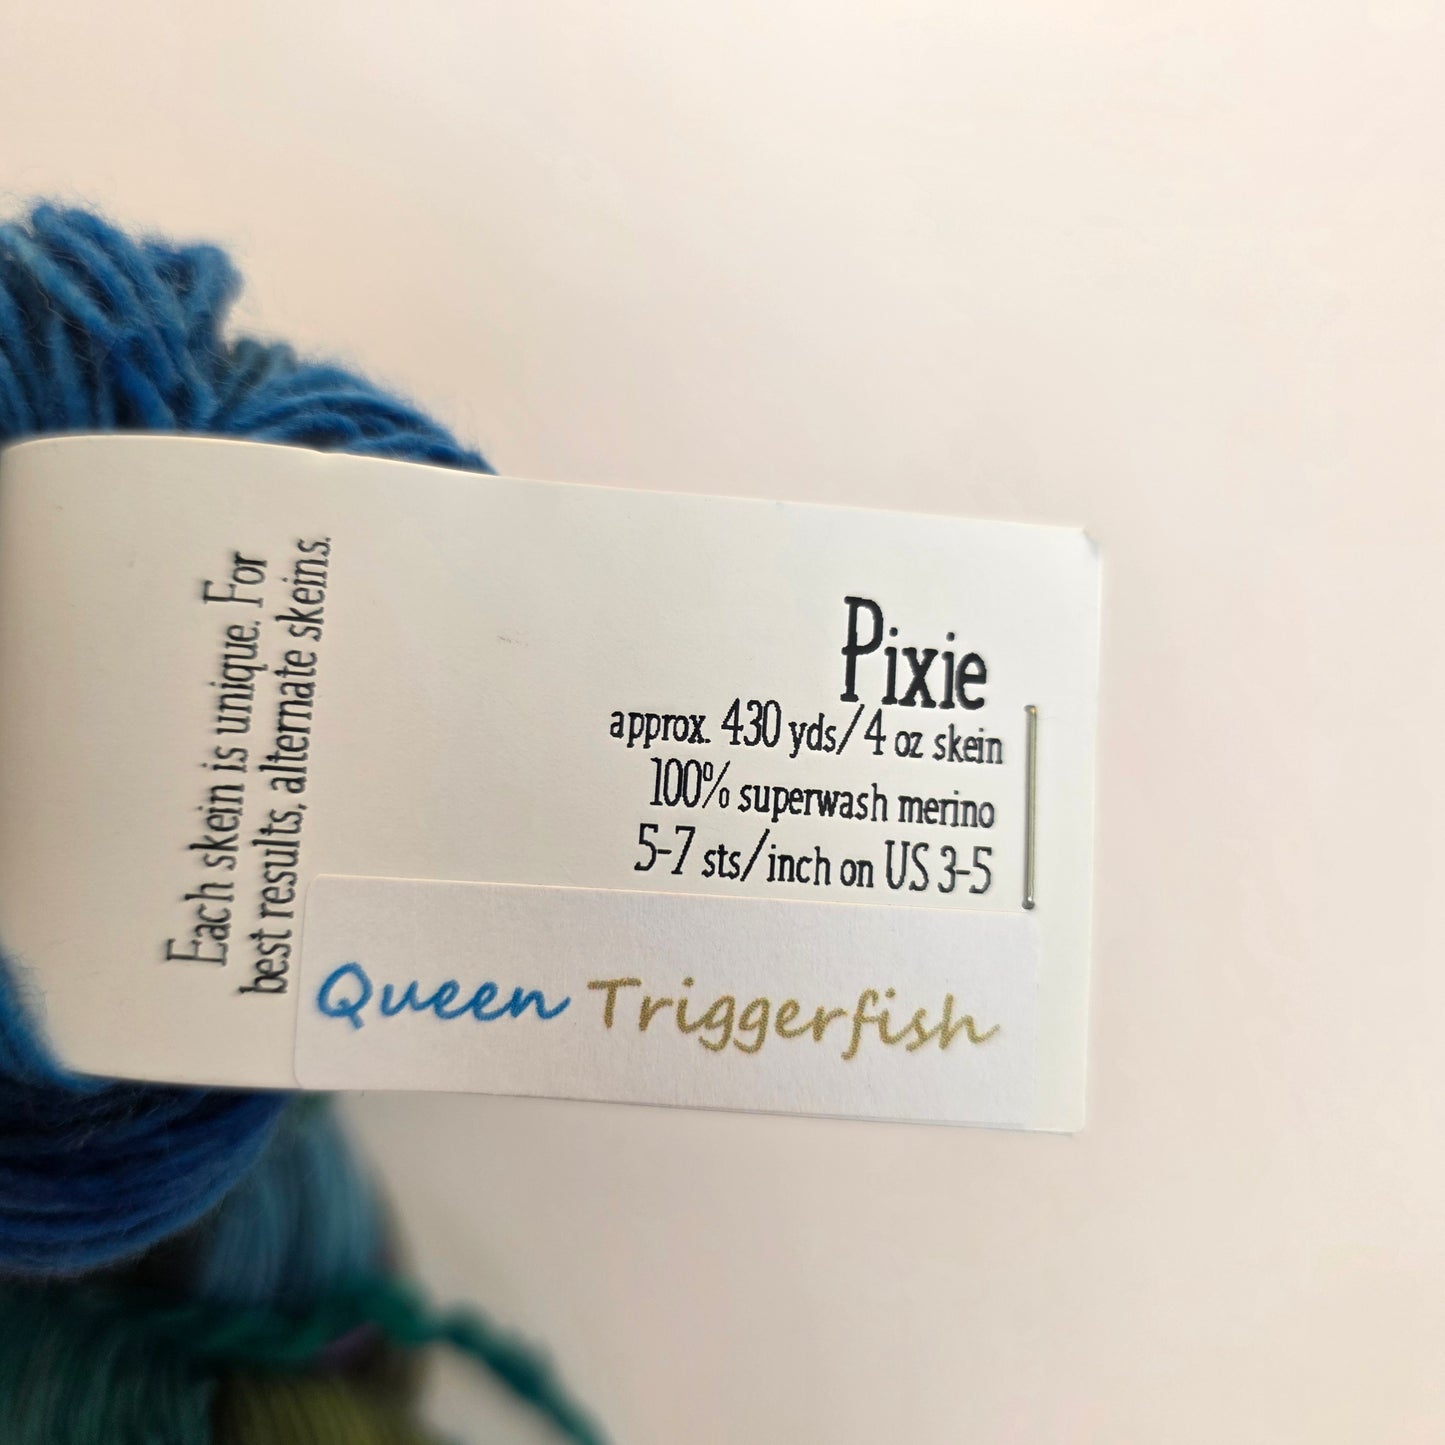 Each skein is unique. For
best results, alternate skeins.
Pixie
approx. 430 yds/4 oz skein
100% superwash merino
5-7 sts/inch on US 3-5
Queen Triggerfish